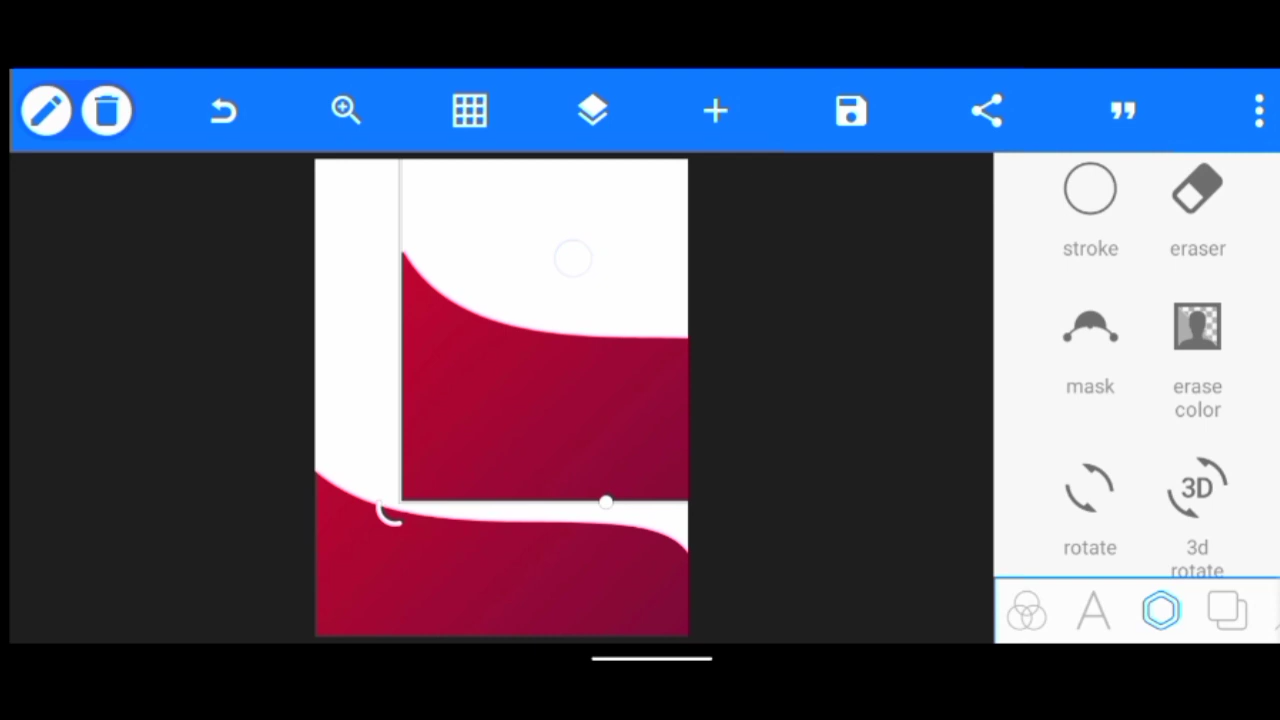 stroke
eraser
mask
erase
color
3D
rotate
3d
rotate